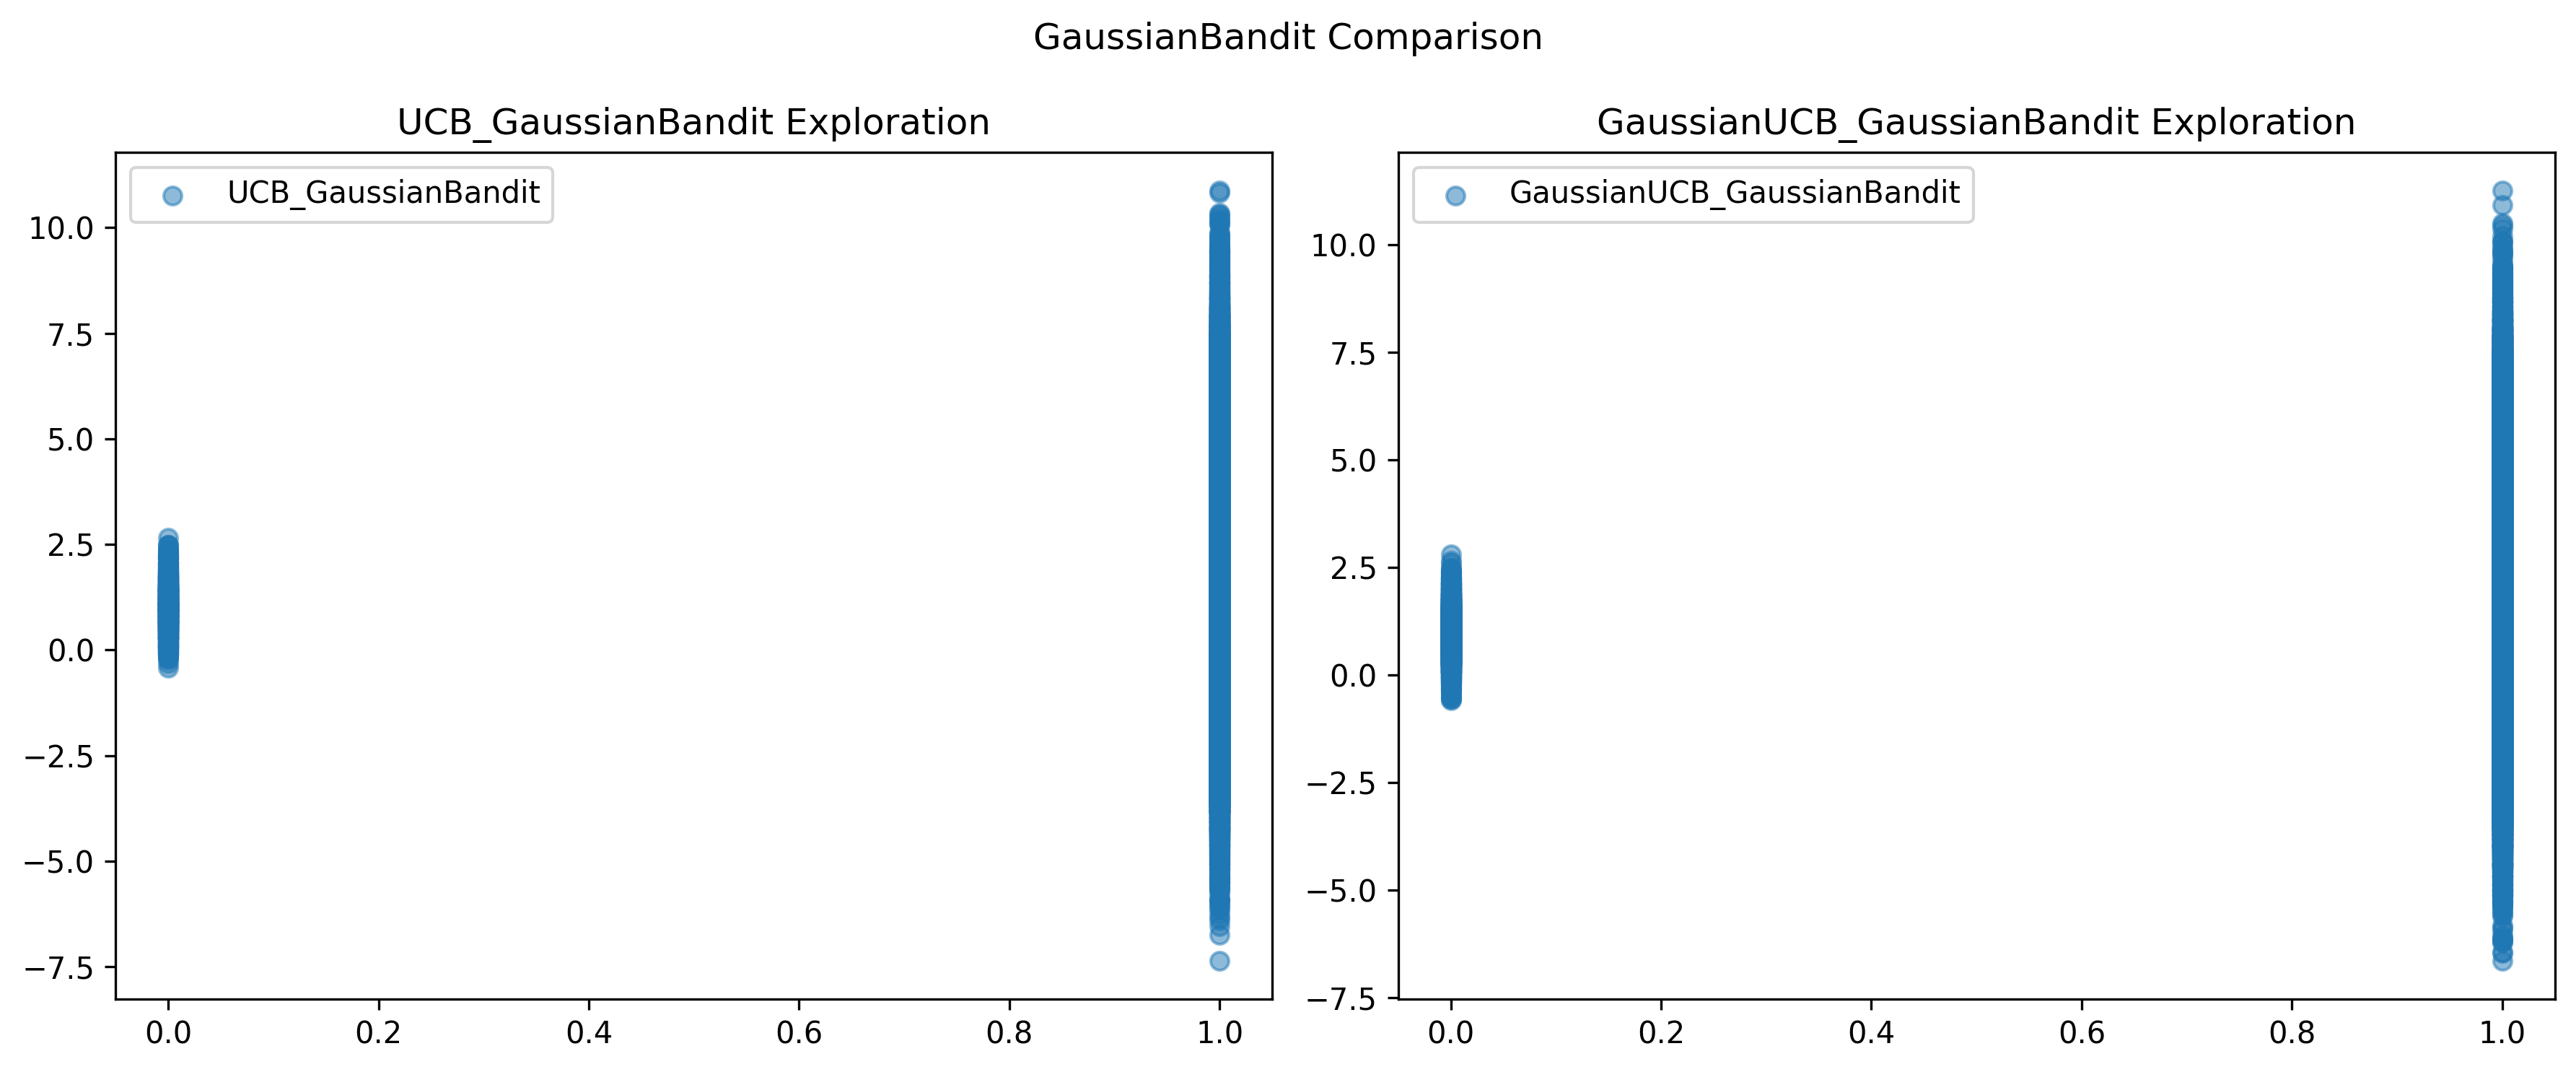 GaussianBandit Comparison
UCB_GaussianBandit Exploration
UCB_GaussianBandit
10.0
7.5
5.0
2.5
0.0
−2.5
−5.0
−7.5
0.0 0.2 0.4 0.6 0.8 1.0
GaussianUCB_GaussianBandit Exploration
GaussianUCB_GaussianBandit
10.0
7.5
5.0
2.5
0.0
−2.5
−5.0
−7.5
0.0 0.2 0.4 0.6 0.8 1.0